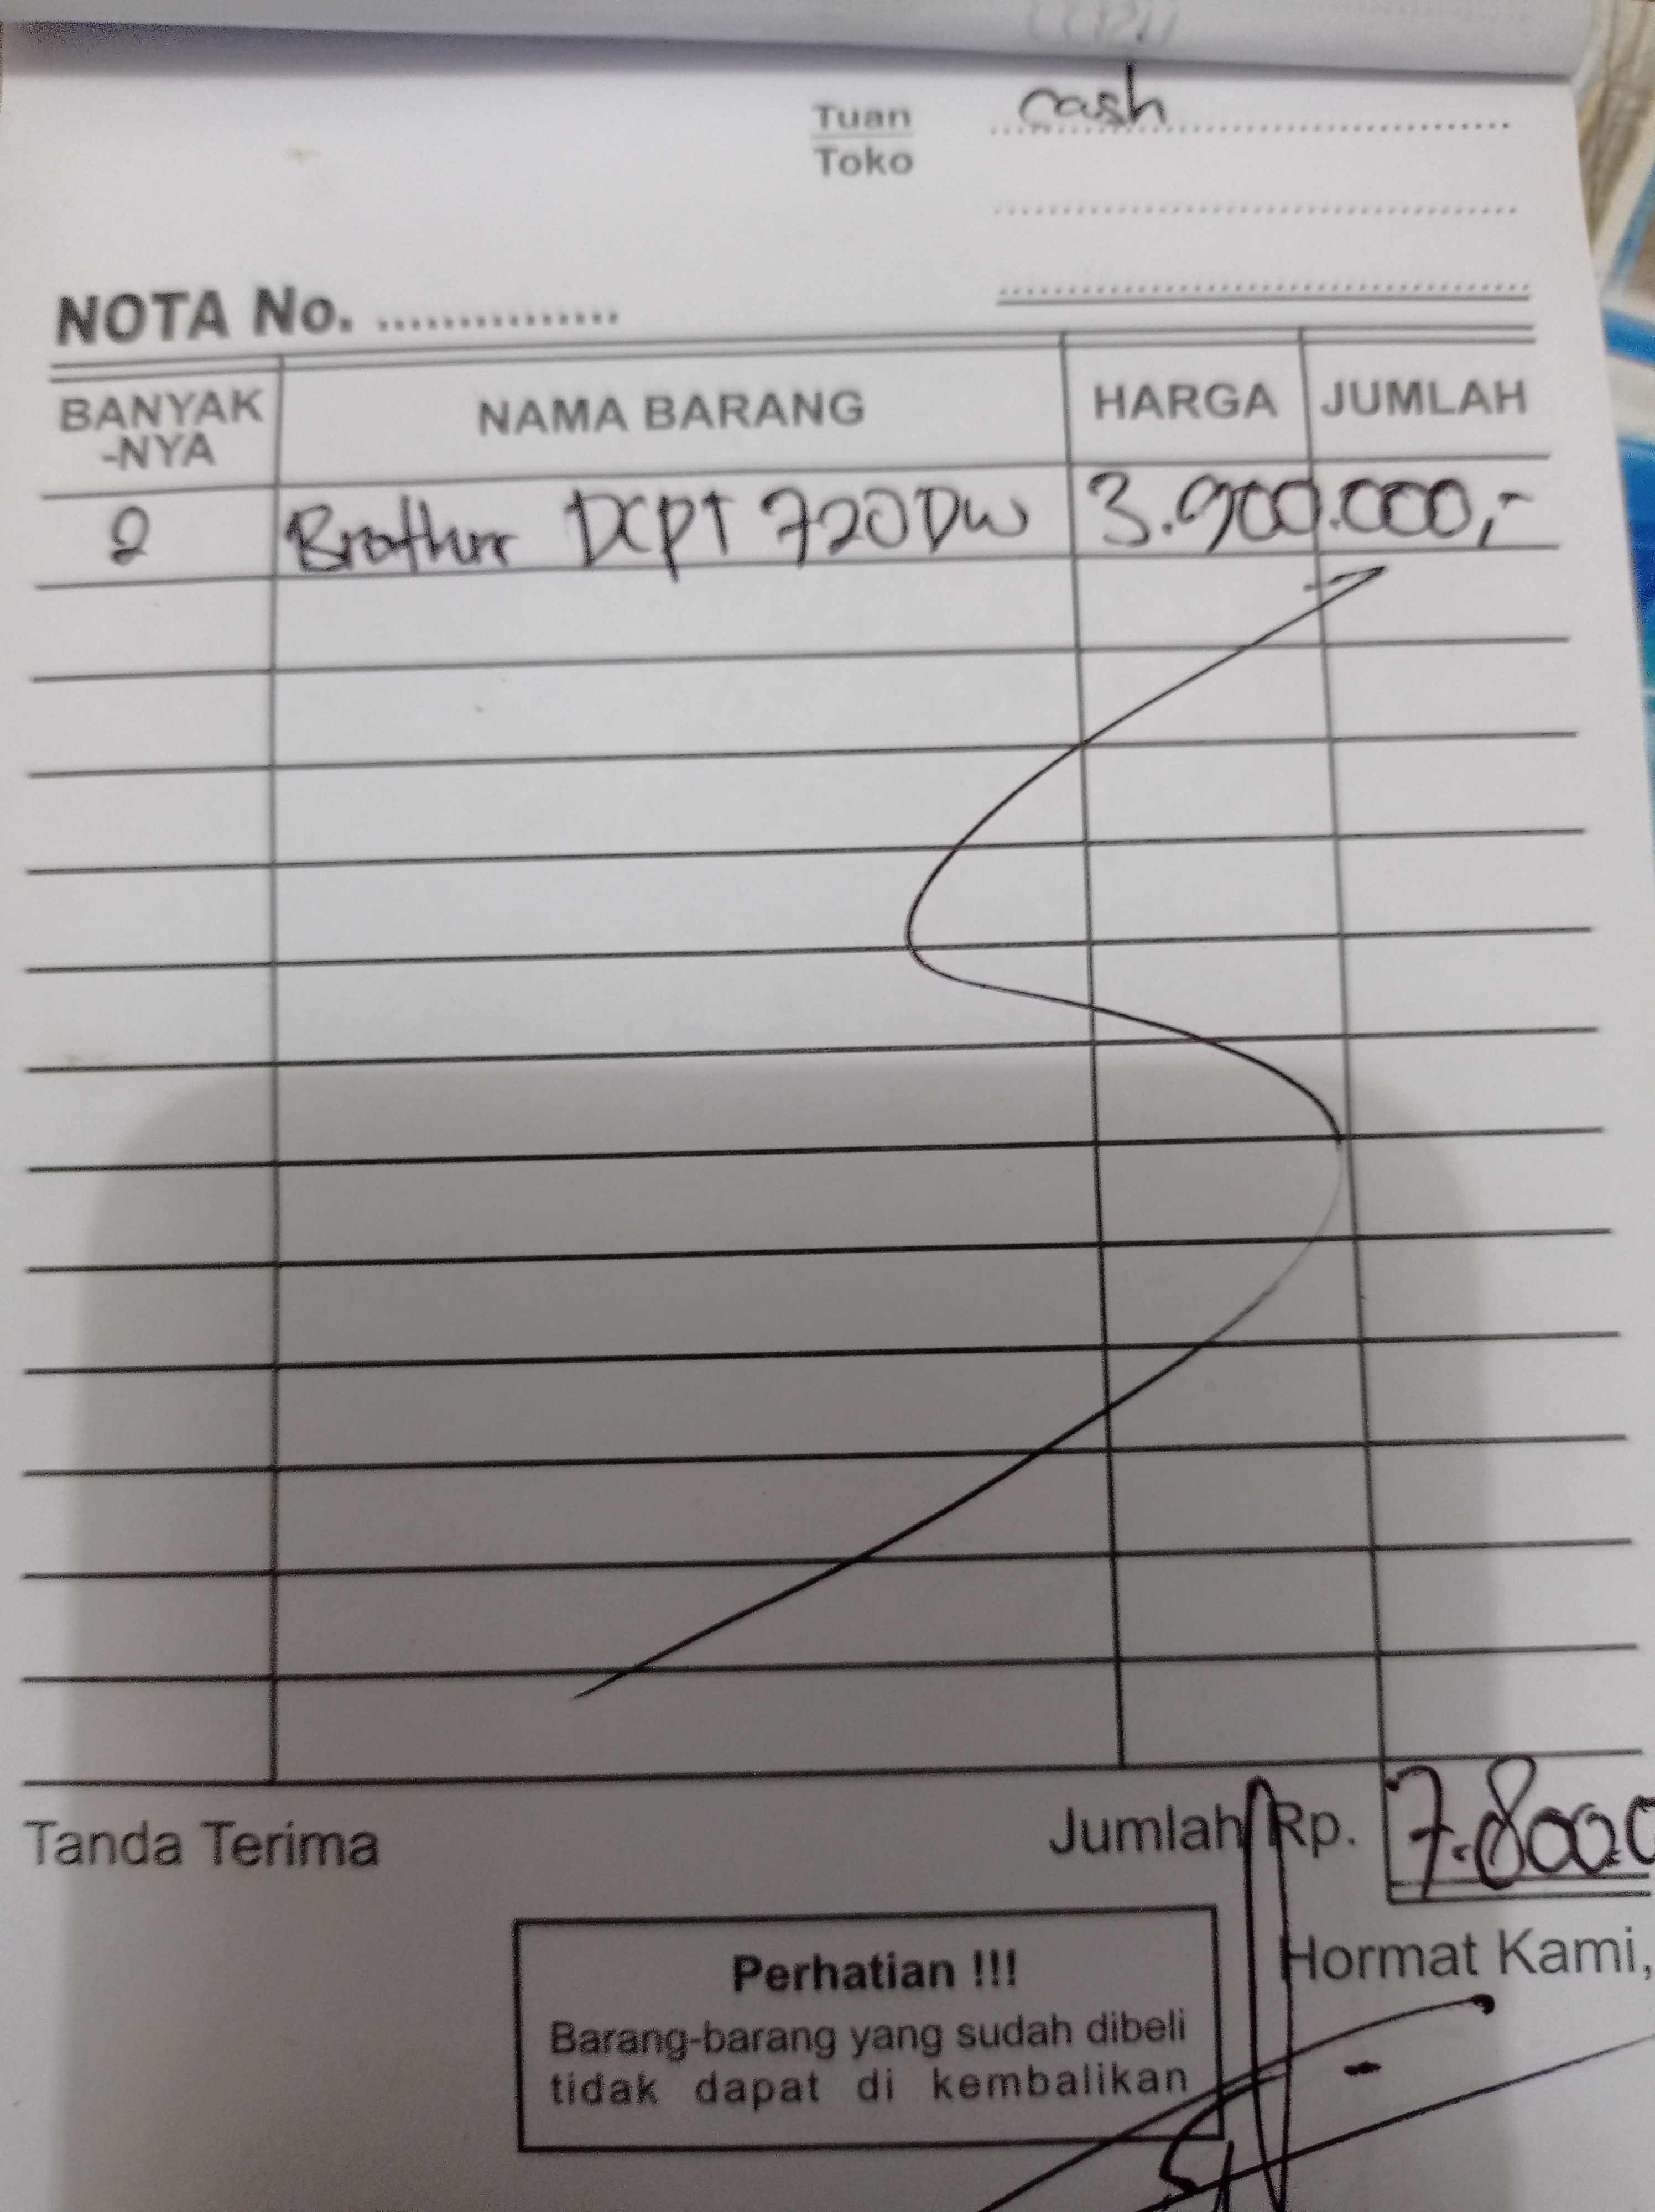 Tuan cash
Toko
NOTA No. ...............
BANYAK-NYA NAMA BARANG HARGA JUMLAH
2 Brother DCPT 720DW 3.900.000,-
Tanda Terima Jumlah Rp. 7.800.0
Hormat Kami,
Perhatian !!!
Barang-barang yang sudah dibeli
tidak dapat di kembalikan